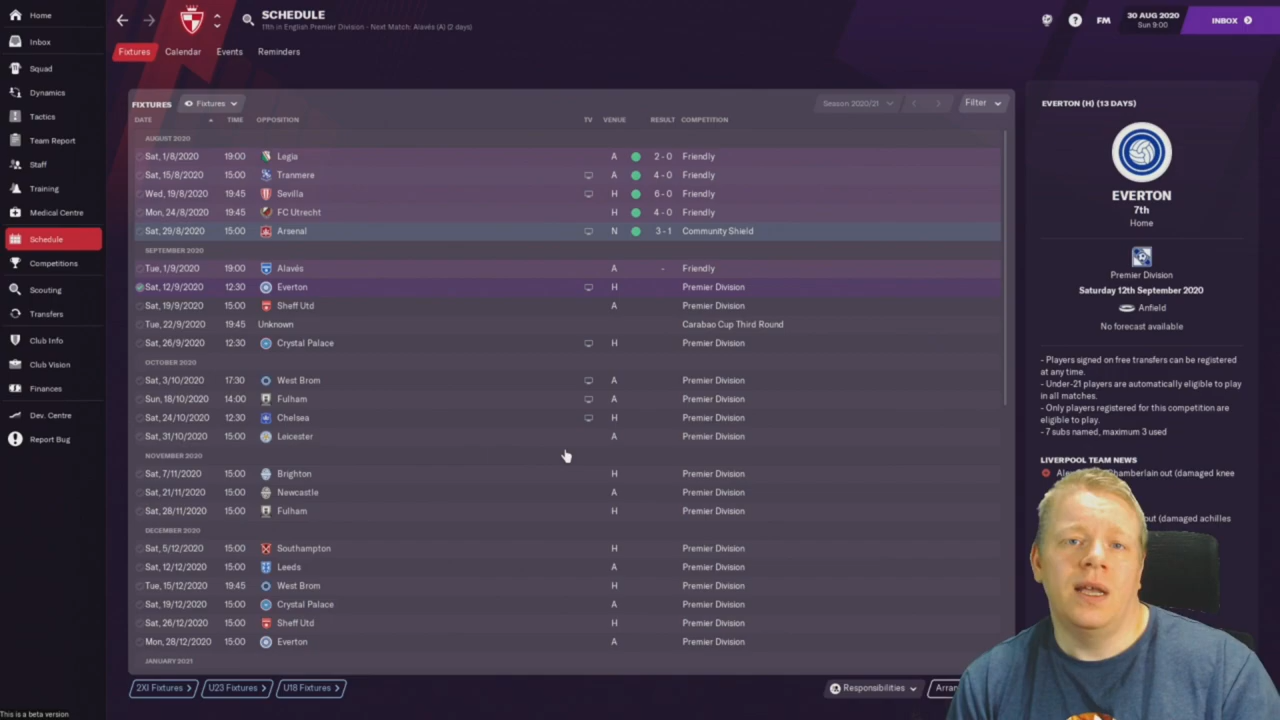 Home
Inbox
Squad
Dynamics
Tactics
Team Report
Staff
Training
Medical Centre
Schedule
Competitions
Scouting
Transfers
Club Info
Club Vision
Finances
Dev. Centre
Report Bug
This is a beta version
SCHEDULE
11th in English Premier Division - Next Match: Alavés (A) (2 days)
FM
30 AUG 2020
Sun 9:00
INBOX
Fixtures Calendar Events Reminders
FIXTURES Fixtures Season 2020/21 Filter
DATE TIME OPPOSITION TV VENUE RESULT COMPETITION
AUGUST 2020
Sat, 1/8/2020 19:00 Legia A 2 - 0 Friendly
Sat, 15/8/2020 15:00 Tranmere A 4 - 0 Friendly
Wed, 19/8/2020 19:45 Sevilla H 6 - 0 Friendly
Mon, 24/8/2020 19:45 FC Utrecht H 4 - 0 Friendly
Sat, 29/8/2020 15:00 Arsenal N 3 - 1 Community Shield
SEPTEMBER 2020
Tue, 1/9/2020 19:00 Alavés A - Friendly
Sat, 12/9/2020 12:30 Everton H Premier Division
Sat, 19/9/2020 15:00 Sheff Utd A Premier Division
Tue, 22/9/2020 19:45 Unknown Carabao Cup Third Round
Sat, 26/9/2020 12:30 Crystal Palace H Premier Division
OCTOBER 2020
Sat, 3/10/2020 17:30 West Brom A Premier Division
Sun, 18/10/2020 14:00 Fulham A Premier Division
Sat, 24/10/2020 12:30 Chelsea H Premier Division
Sat, 31/10/2020 15:00 Leicester A Premier Division
NOVEMBER 2020
Sat, 7/11/2020 15:00 Brighton H Premier Division
Sat, 21/11/2020 15:00 Newcastle A Premier Division
Sat, 28/11/2020 15:00 Fulham H Premier Division
DECEMBER 2020
Sat, 5/12/2020 15:00 Southampton H Premier Division
Sat, 12/12/2020 15:00 Leeds A Premier Division
Tue, 15/12/2020 19:45 West Brom H Premier Division
Sat, 19/12/2020 15:00 Crystal Palace A Premier Division
Sat, 26/12/2020 15:00 Sheff Utd H Premier Division
Mon, 28/12/2020 15:00 Everton A Premier Division
JANUARY 2021
2XI Fixtures U23 Fixtures U18 Fixtures Responsibilities Arran
EVERTON (H) (13 DAYS)
EVERTON
7th
Home
Premier Division
Saturday 12th September 2020
Anfield
No forecast available
- Players signed on free transfers can be registered
at any time.
- Under-21 players are automatically eligible to play
in all matches.
- Only players registered for this competition are
eligible to play.
- 7 subs named, maximum 3 used
LIVERPOOL TEAM NEWS
Chamberlain out (damaged knee
out (damaged achilles